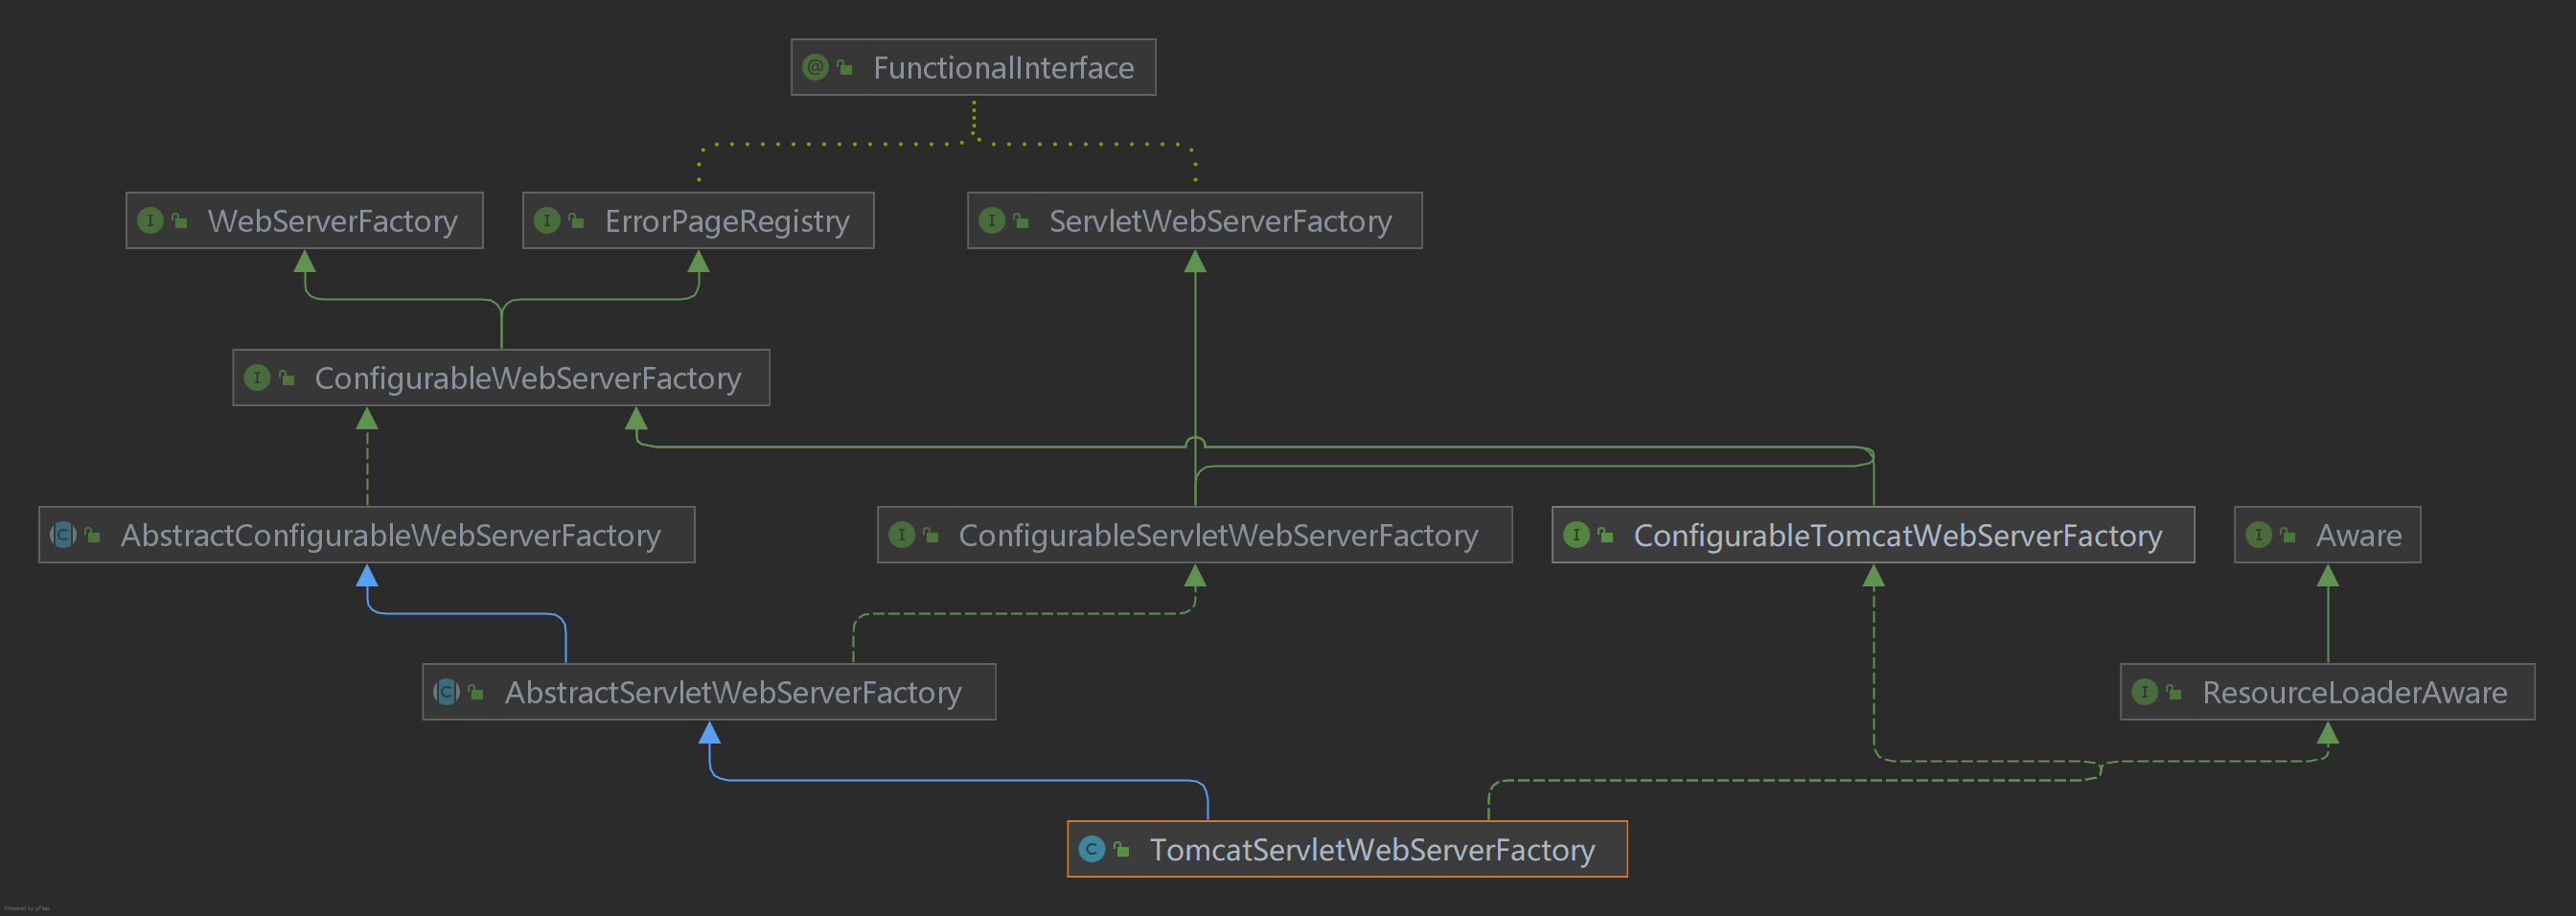 FunctionalInterface
WebServerFactory
ErrorPageRegistry
ServletWebServerFactory
ConfigurableWebServerFactory
AbstractConfigurableWebServerFactory
ConfigurableServletWebServerFactory
ConfigurableTomcatWebServerFactory
Aware
AbstractServletWebServerFactory
ResourceLoaderAware
TomcatServletWebServerFactory
Powered by yFiles